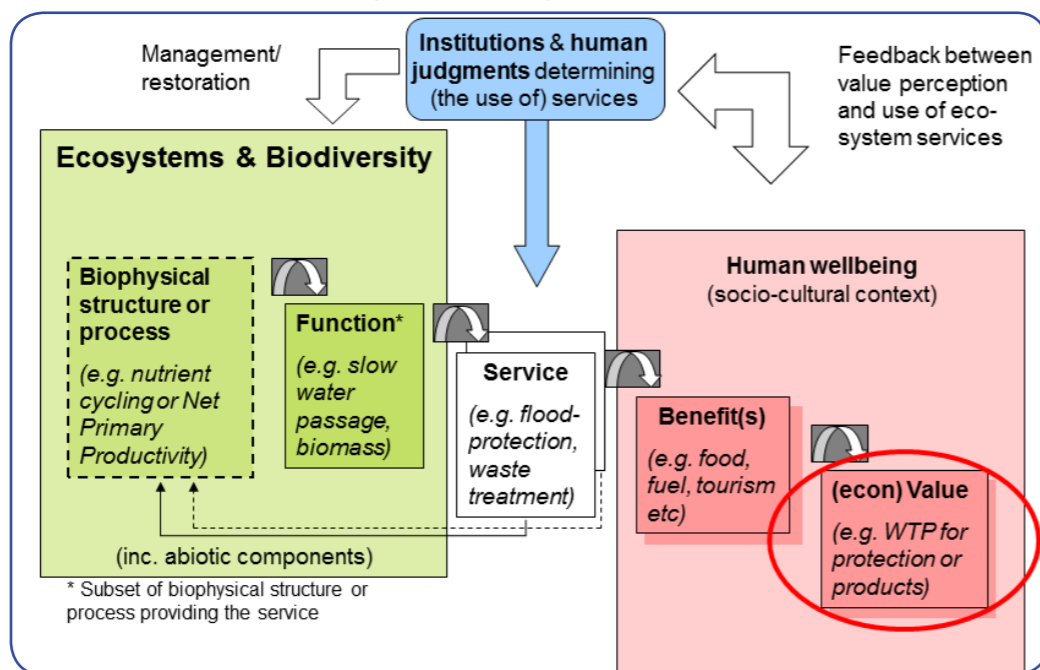 Management/
restoration
Institutions & human
judgments determining
(the use of) services
Feedback between
value perception
and use of eco-
system services
Ecosystems & Biodiversity
Biophysical
structure or
process
(e.g. nutrient
cycling or Net
Primary
Productivity)
Function*
(e.g. slow
water
passage,
biomass)
Service
(e.g. flood-
protection,
waste
treatment)
Human wellbeing
(socio-cultural context)
Benefit(s)
(e.g. food,
fuel, tourism
etc)
(econ) Value
(e.g. WTP for
protection or
products)
(inc. abiotic components)
* Subset of biophysical structure or
process providing the service